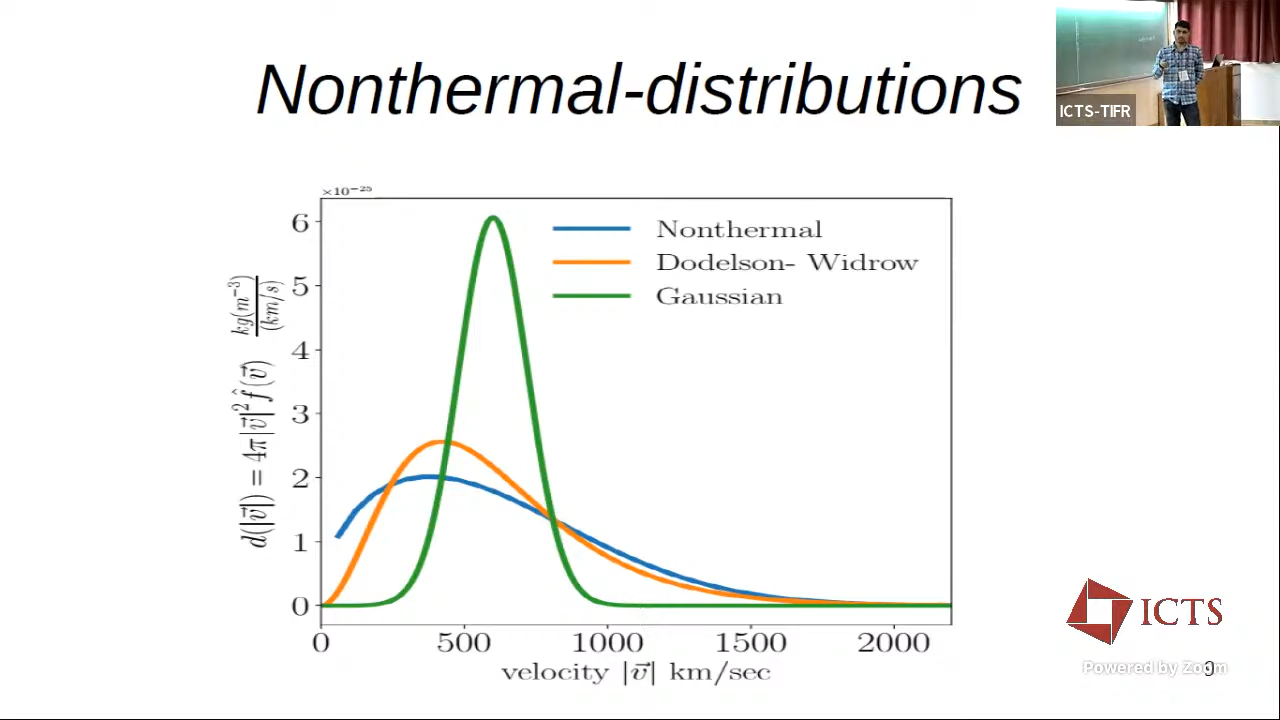 Nonthermal-distributions
ICTS-TIFR
×10⁻²⁵
6
5
4
3
2
1
0
d(|v⃗|) = 4π|v⃗|² f̂(v⃗) kg(m⁻³)/(km/s)
Nonthermal
Dodelson- Widrow
Gaussian
0 500 1000 1500 2000
velocity |v⃗| km/sec
ICTS
Powered by Zoom
9